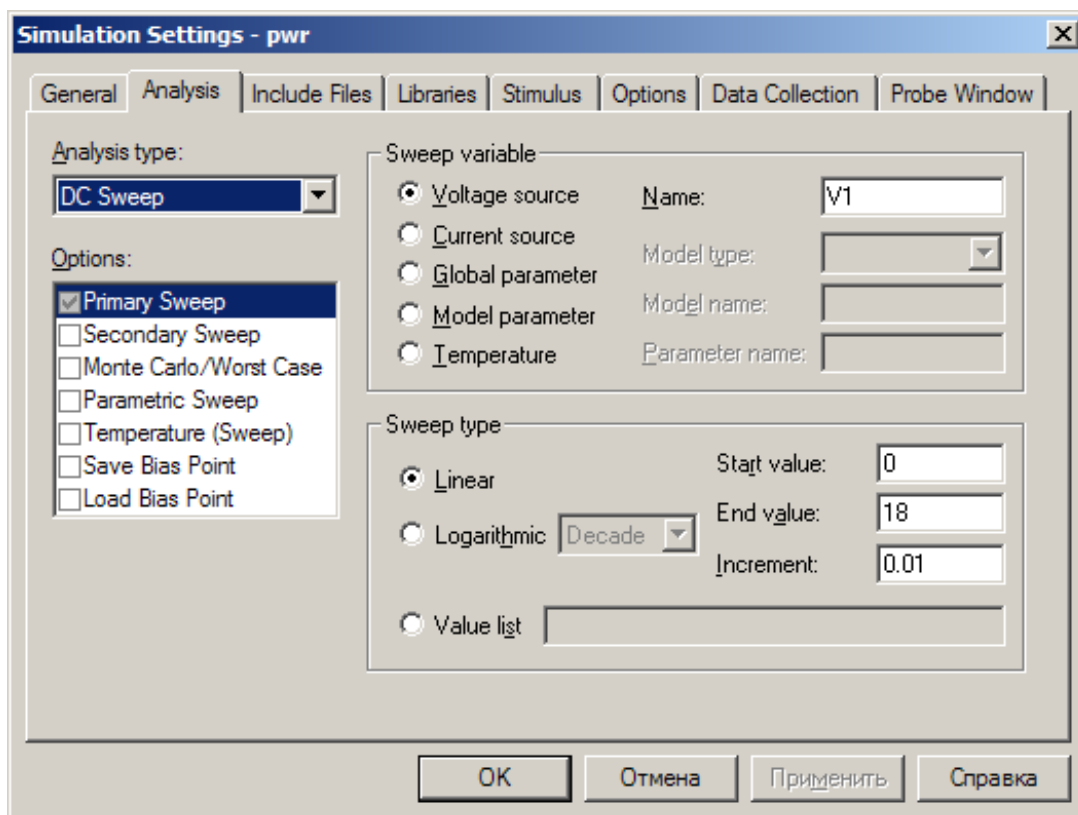 Simulation Settings - pwr
General Analysis Include Files Libraries Stimulus Options Data Collection Probe Window
Analysis type:
DC Sweep
Options:
Primary Sweep
Secondary Sweep
Monte Carlo/Worst Case
Parametric Sweep
Temperature (Sweep)
Save Bias Point
Load Bias Point
Sweep variable
Voltage source
Current source
Global parameter
Model parameter
Temperature
Name: V1
Model type:
Model name:
Parameter name:
Sweep type
Linear
Logarithmic Decade
Value list
Start value: 0
End value: 18
Increment: 0.01
OK Отмена Применить Справка